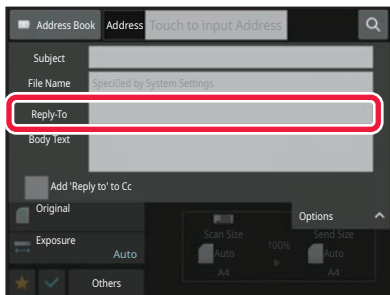 Address Book Address Touch to input Address
Subject
File Name Specified by System Settings
Reply-To
Body Text
Add 'Reply to' to Cc
Original
Options
Scan Size Send Size
Exposure
100%
Auto Auto Auto
A4 A4
Others